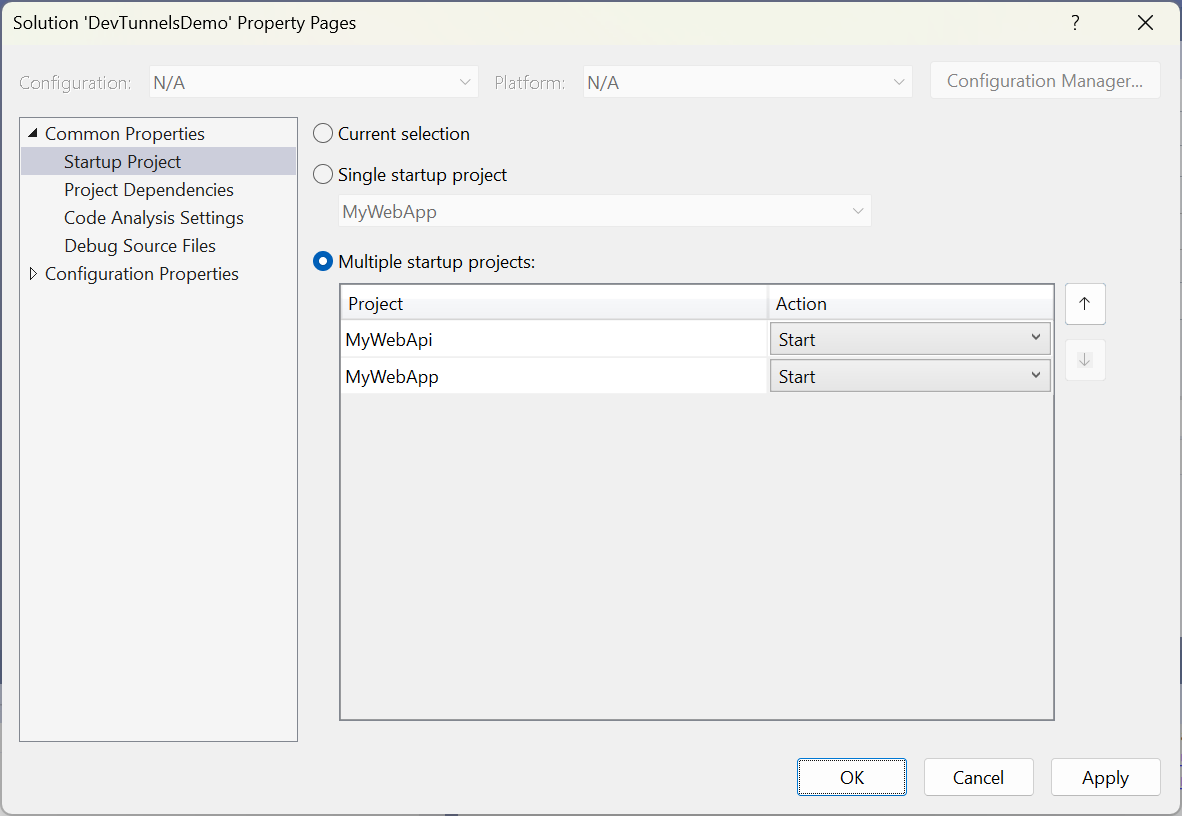 Solution 'DevTunnelsDemo' Property Pages
?
Configuration: N/A Platform: N/A Configuration Manager...
Common Properties
Startup Project
Project Dependencies
Code Analysis Settings
Debug Source Files
Configuration Properties
Current selection
Single startup project
MyWebApp
Multiple startup projects:
Project Action
MyWebApi Start
MyWebApp Start
OK Cancel Apply